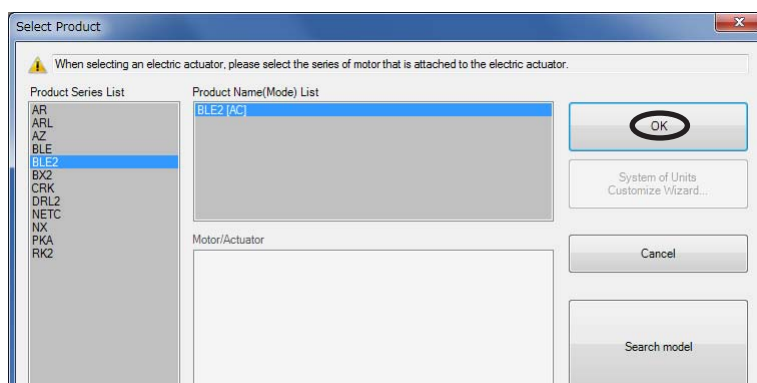 Select Product
When selecting an electric actuator, please select the series of motor that is attached to the electric actuator.
Product Series List
AR
ARL
AZ
BLE
BLE2
BX2
CRK
DRL2
NETC
NX
PKA
RK2
Product Name(Mode) List
BLE2 [AC]
Motor/Actuator
OK
System of Units
Customize Wizard...
Cancel
Search model